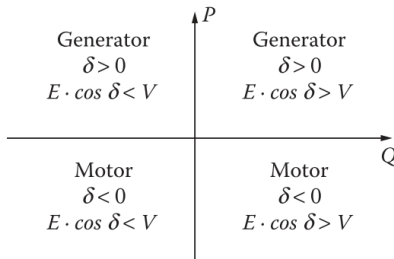 P
Generator
δ > 0
E · cos δ < V
Generator
δ > 0
E · cos δ > V
Q
Motor
δ < 0
E · cos δ < V
Motor
δ < 0
E · cos δ > V